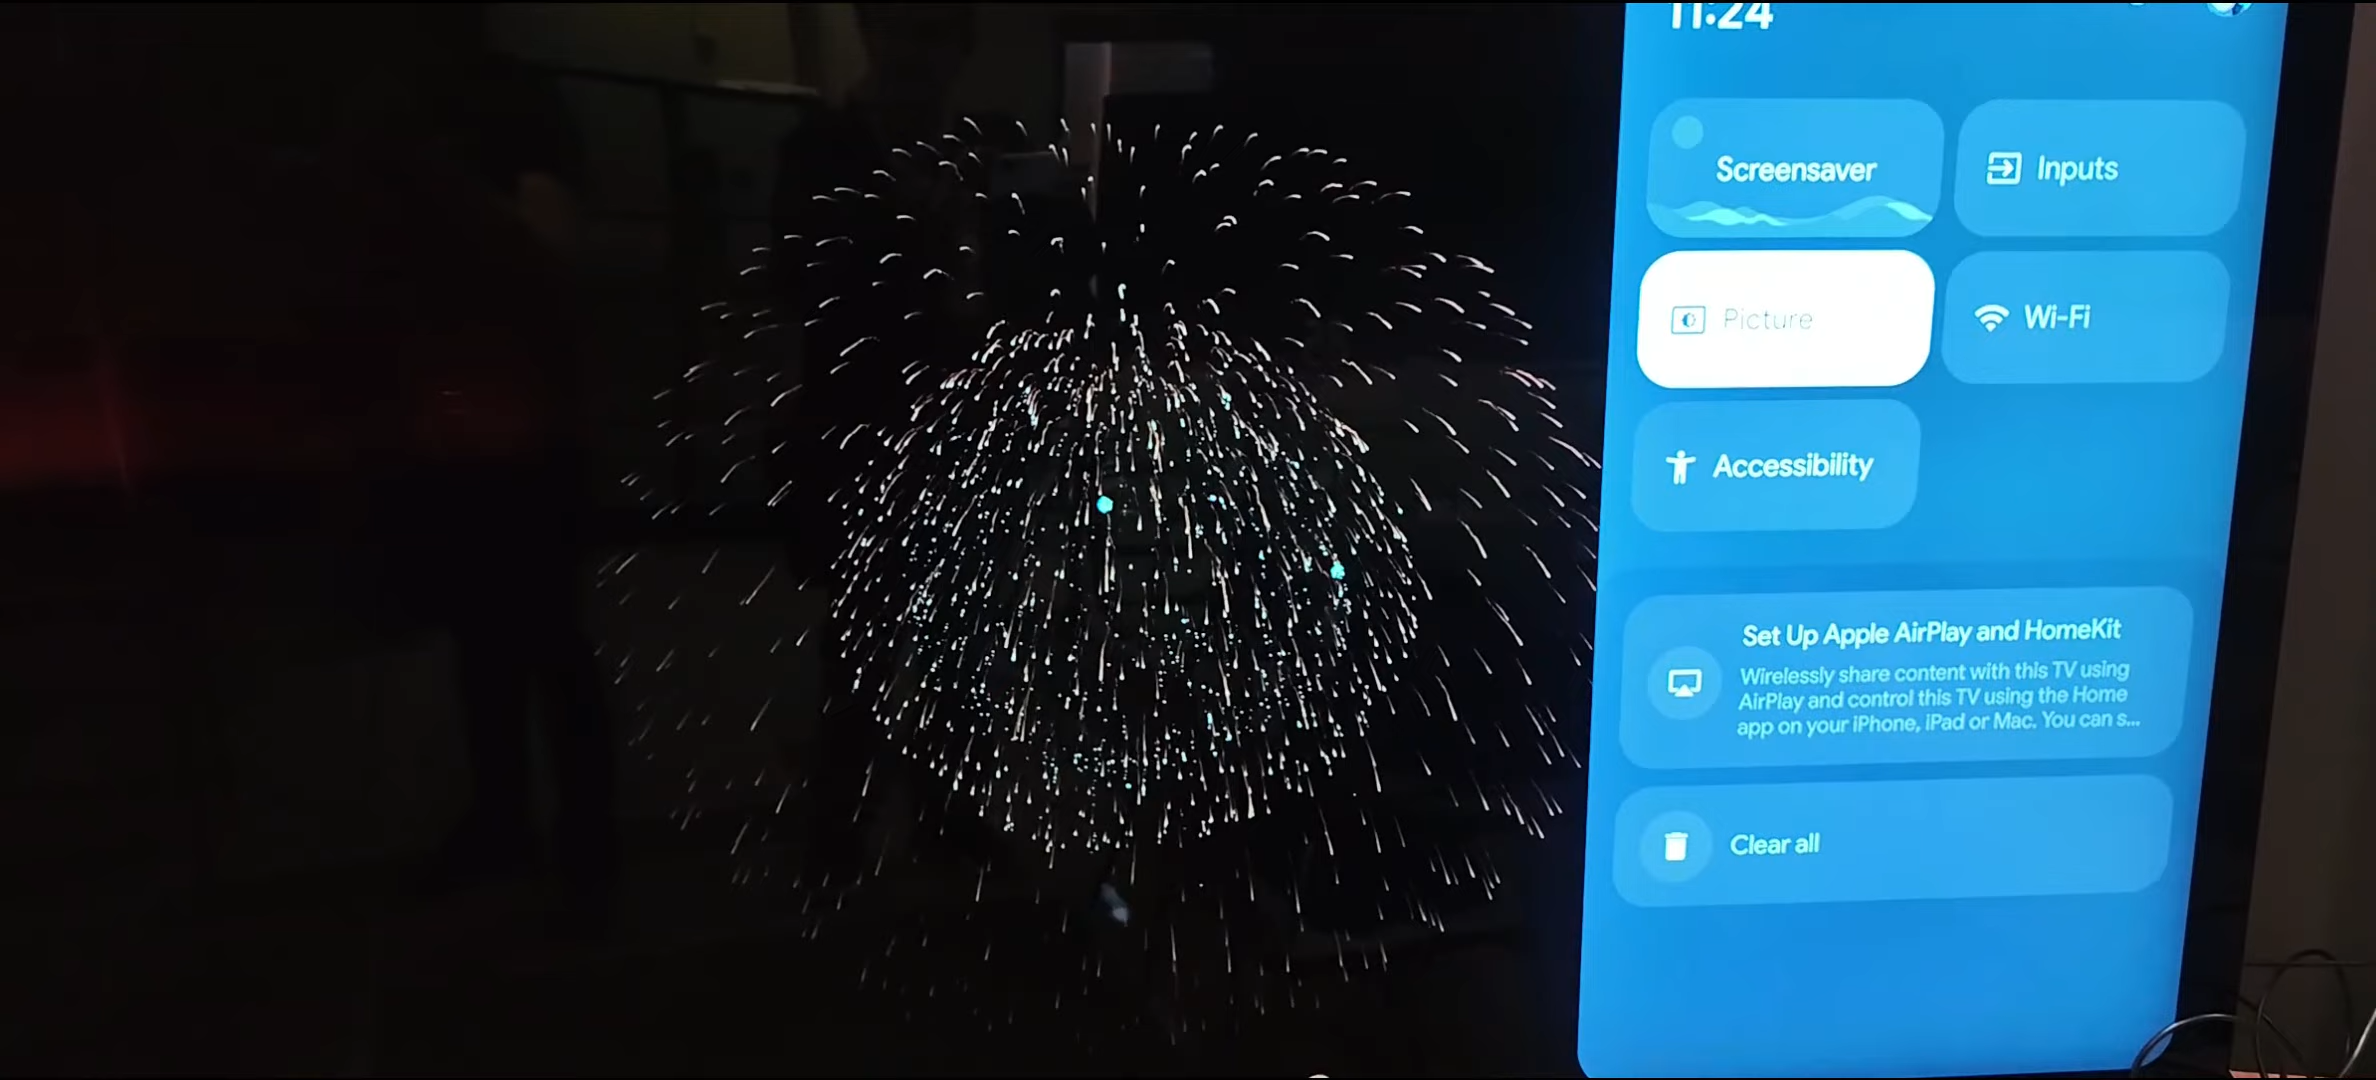 11:24
Screensaver
Inputs
Picture
Wi-Fi
Accessibility
Set Up Apple AirPlay and HomeKit
Wirelessly share content with this TV using
AirPlay and control this TV using the Home
app on your iPhone, iPad or Mac. You can s...
Clear all